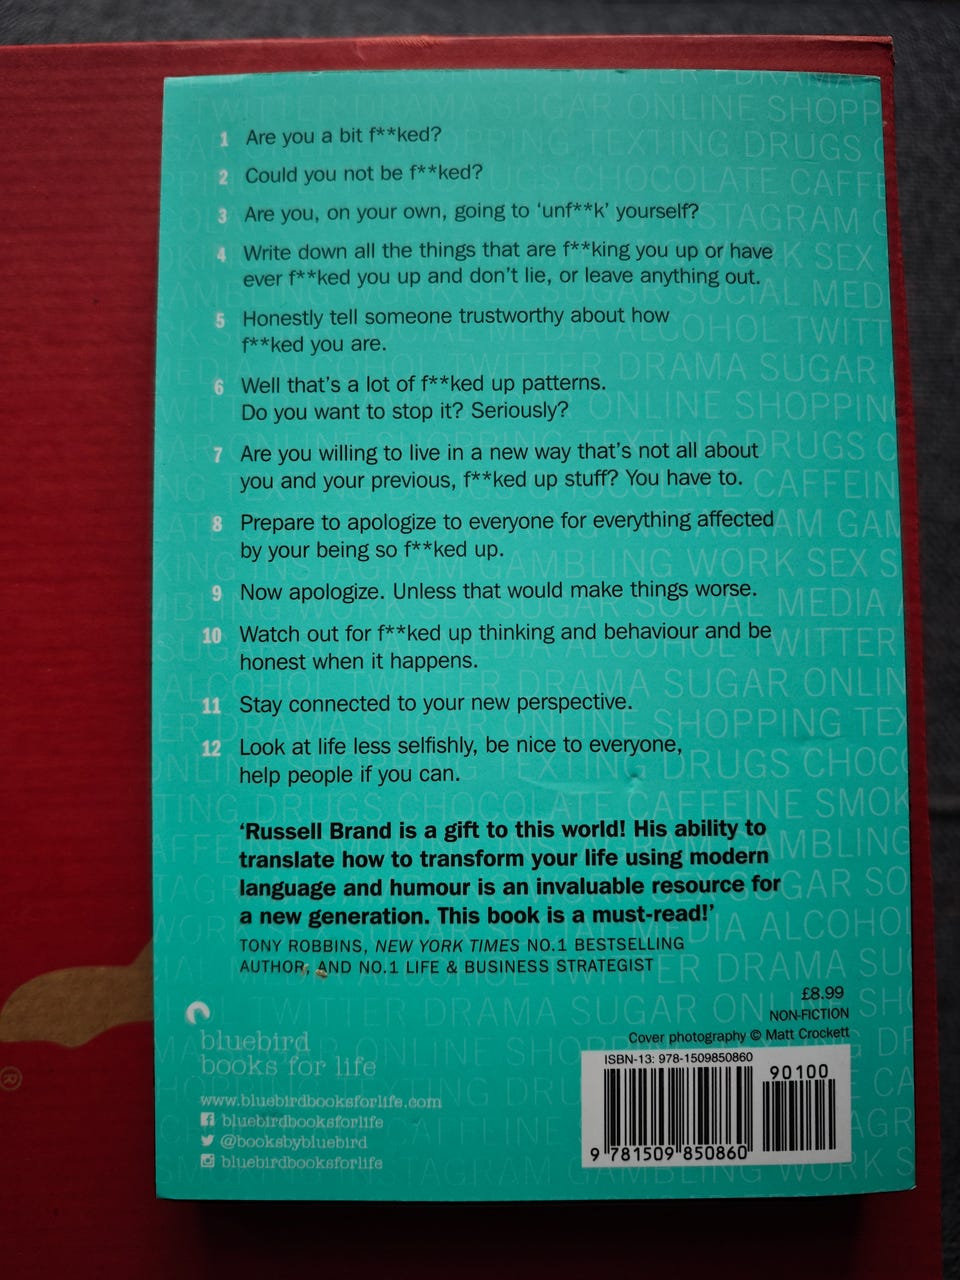 1 Are you a bit f**ked?
2 Could you not be f**ked?
3 Are you, on your own, going to ‘unf**k’ yourself?
4 Write down all the things that are f**king you up or have
ever f**ked you up and don’t lie, or leave anything out.
5 Honestly tell someone trustworthy about how
f**ked you are.
6 Well that’s a lot of f**ked up patterns.
Do you want to stop it? Seriously?
7 Are you willing to live in a new way that’s not all about
you and your previous, f**ked up stuff? You have to.
8 Prepare to apologize to everyone for everything affected
by your being so f**ked up.
9 Now apologize. Unless that would make things worse.
10 Watch out for f**ked up thinking and behaviour and be
honest when it happens.
11 Stay connected to your new perspective.
12 Look at life less selfishly, be nice to everyone,
help people if you can.
‘Russell Brand is a gift to this world! His ability to
translate how to transform your life using modern
language and humour is an invaluable resource for
a new generation. This book is a must-read!’
TONY ROBBINS, NEW YORK TIMES NO.1 BESTSELLING
AUTHOR, AND NO.1 LIFE & BUSINESS STRATEGIST
£8.99
NON-FICTION
Cover photography © Matt Crockett
bluebird
books for life
www.bluebirdbooksforlife.com
bluebirdbooksforlife
@booksbybluebird
bluebirdbooksforlife
ISBN-13: 978-1509850860
90100
9 781509 850860
®